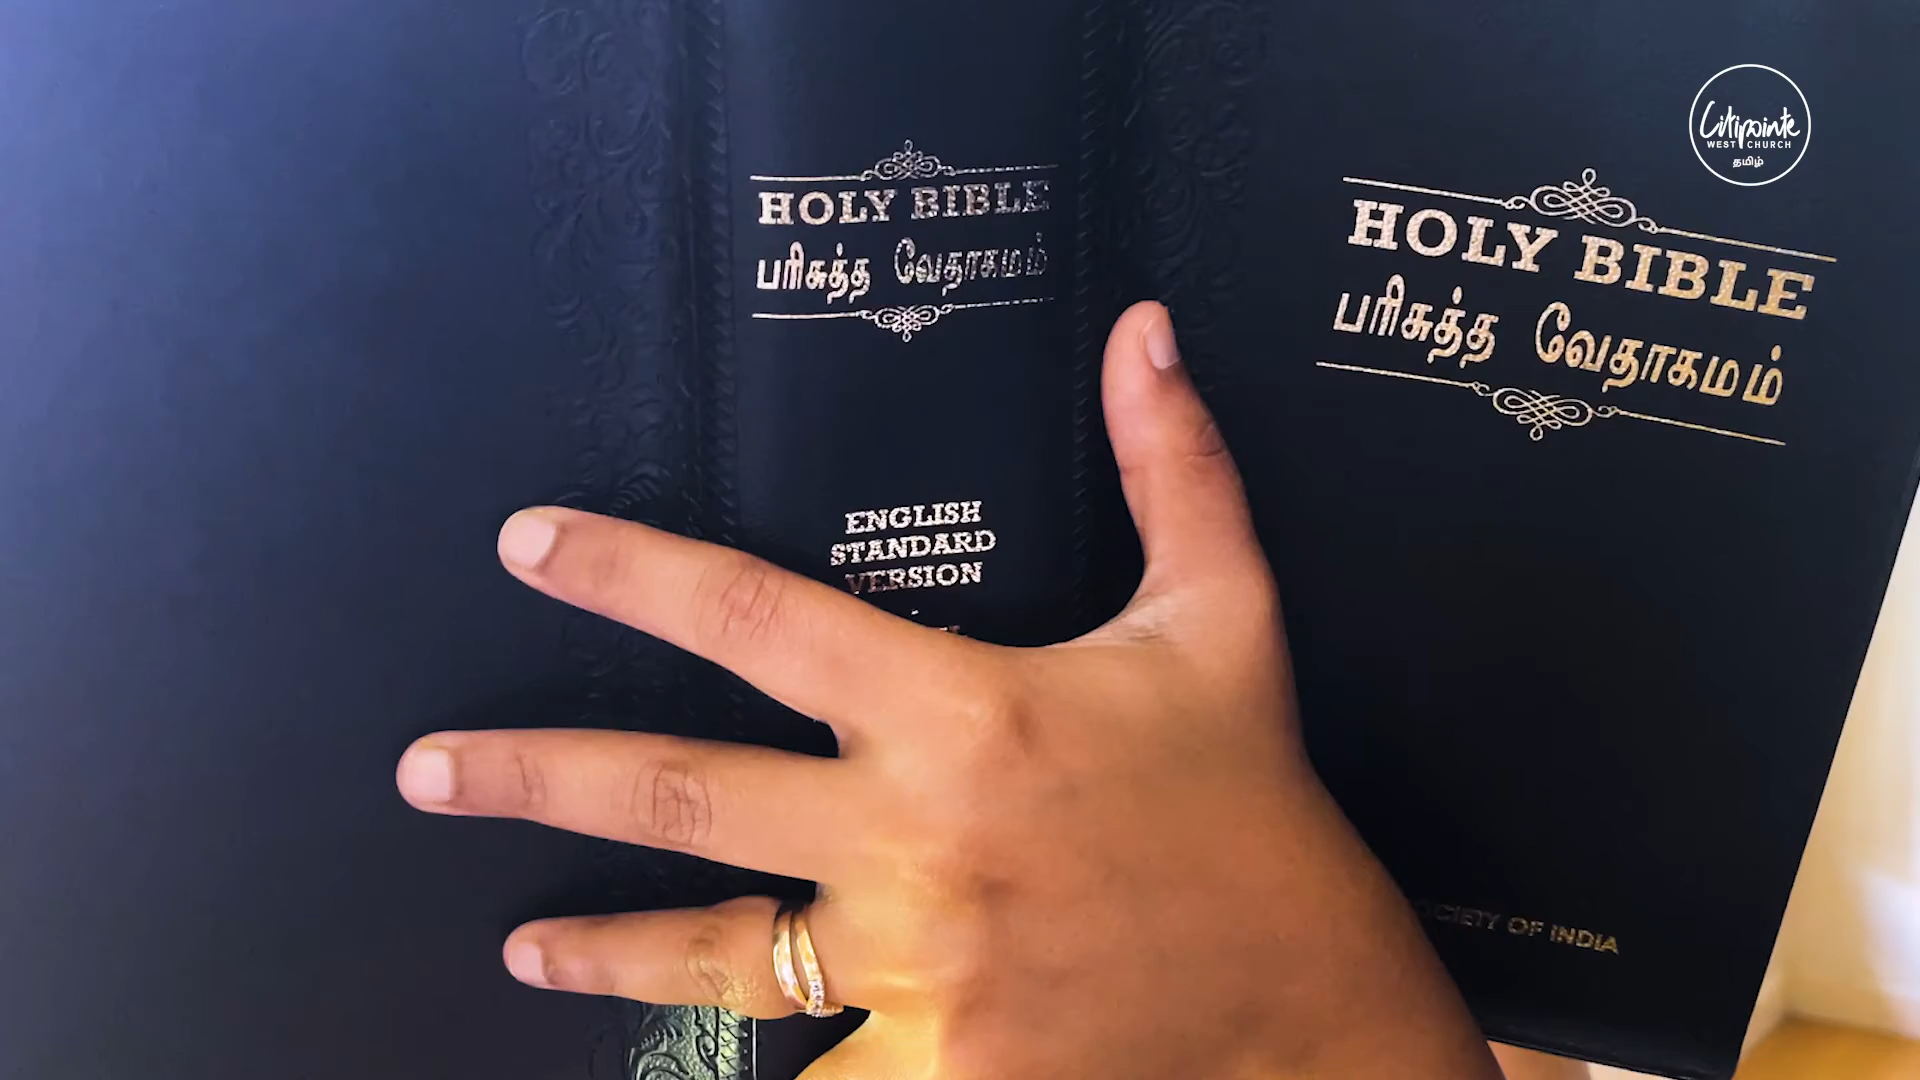 HOLY BIBLE
பரிசுத்த வேதாகமம்
ENGLISH
STANDARD
VERSION
HOLY BIBLE
பரிசுத்த வேதாகமம்
OF INDIA
Citipointe
WEST CHURCH
தமிழ்